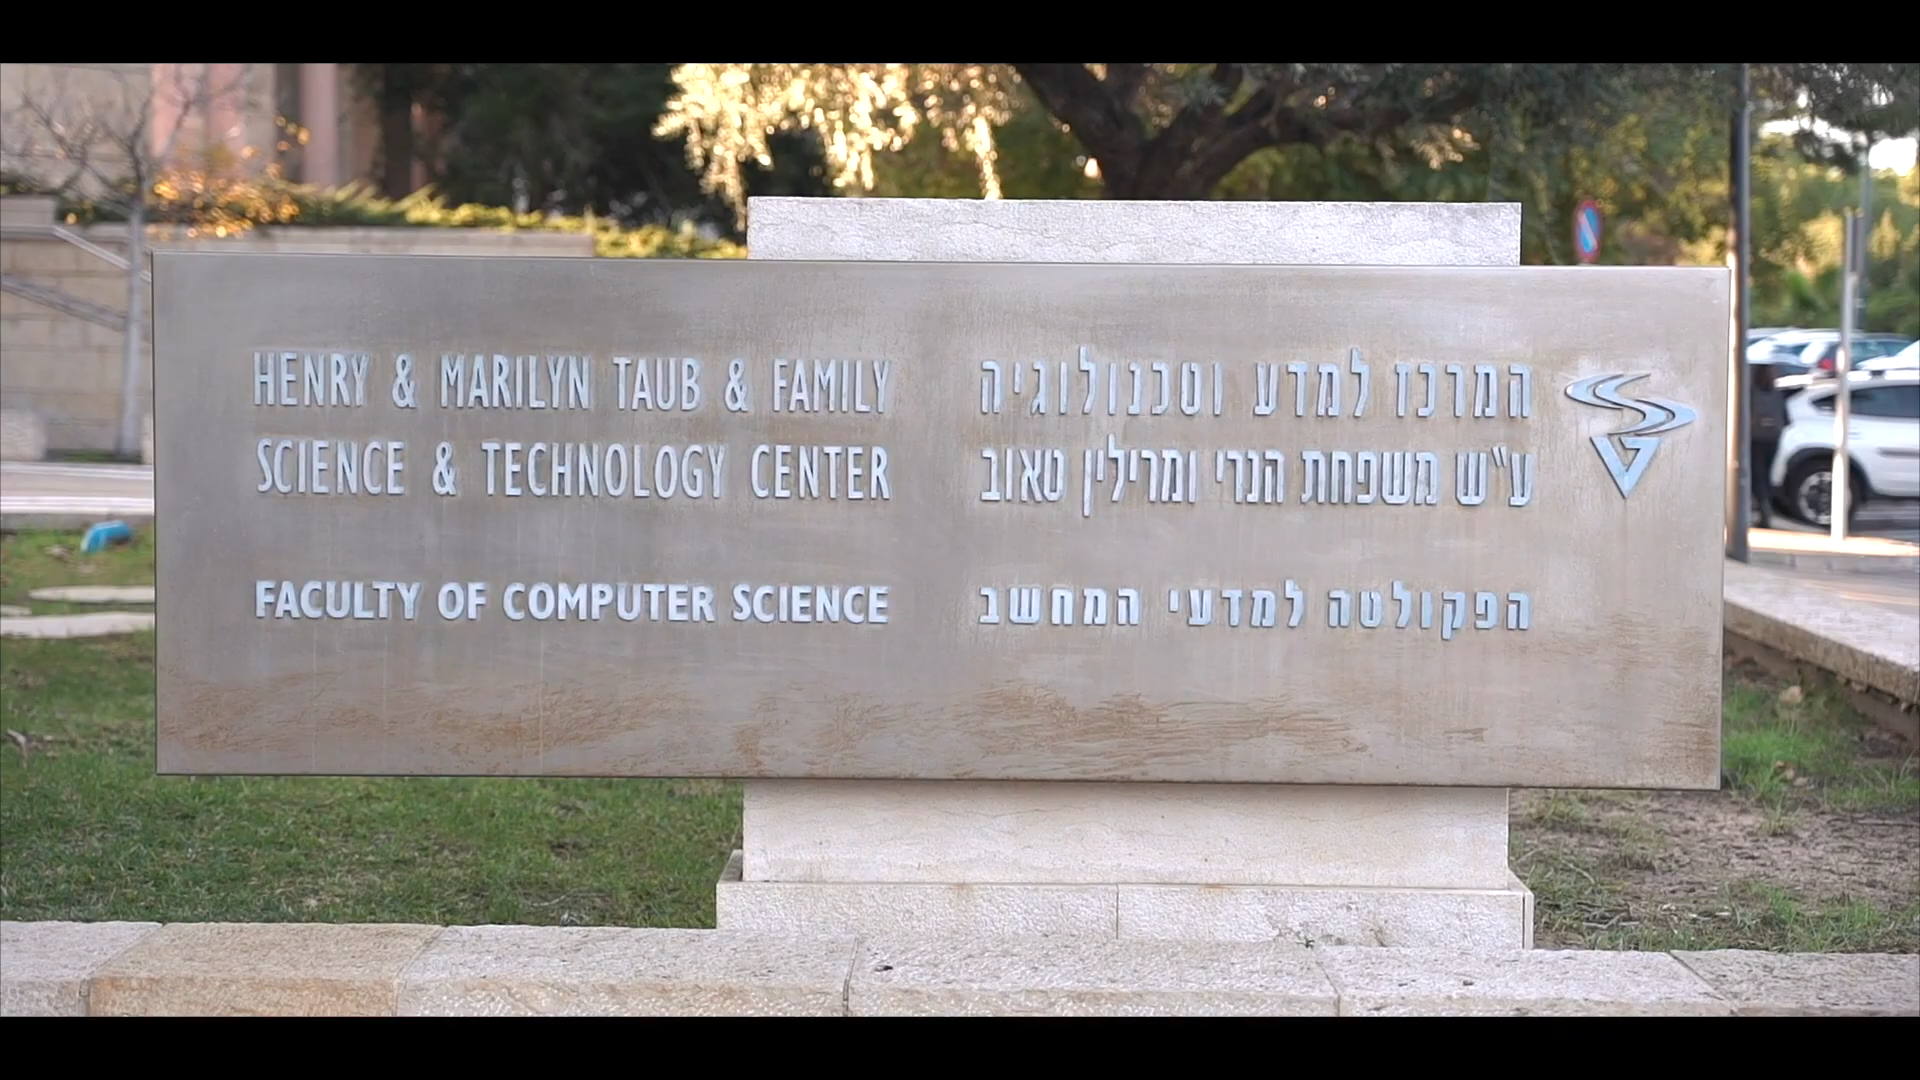 HENRY & MARILYN TAUB & FAMILY
SCIENCE & TECHNOLOGY CENTER
FACULTY OF COMPUTER SCIENCE
המרכז למדע וטכנולוגיה
ע"ש משפחת הנרי ומרילין טאוב
הפקולטה למדעי המחשב